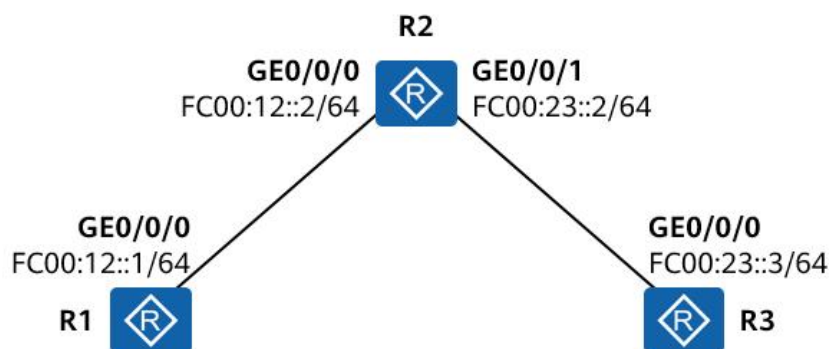 R2
GE0/0/0
FC00:12::2/64
GE0/0/1
FC00:23::2/64
R
GE0/0/0
FC00:12::1/64
GE0/0/0
FC00:23::3/64
R1
R
R
R3